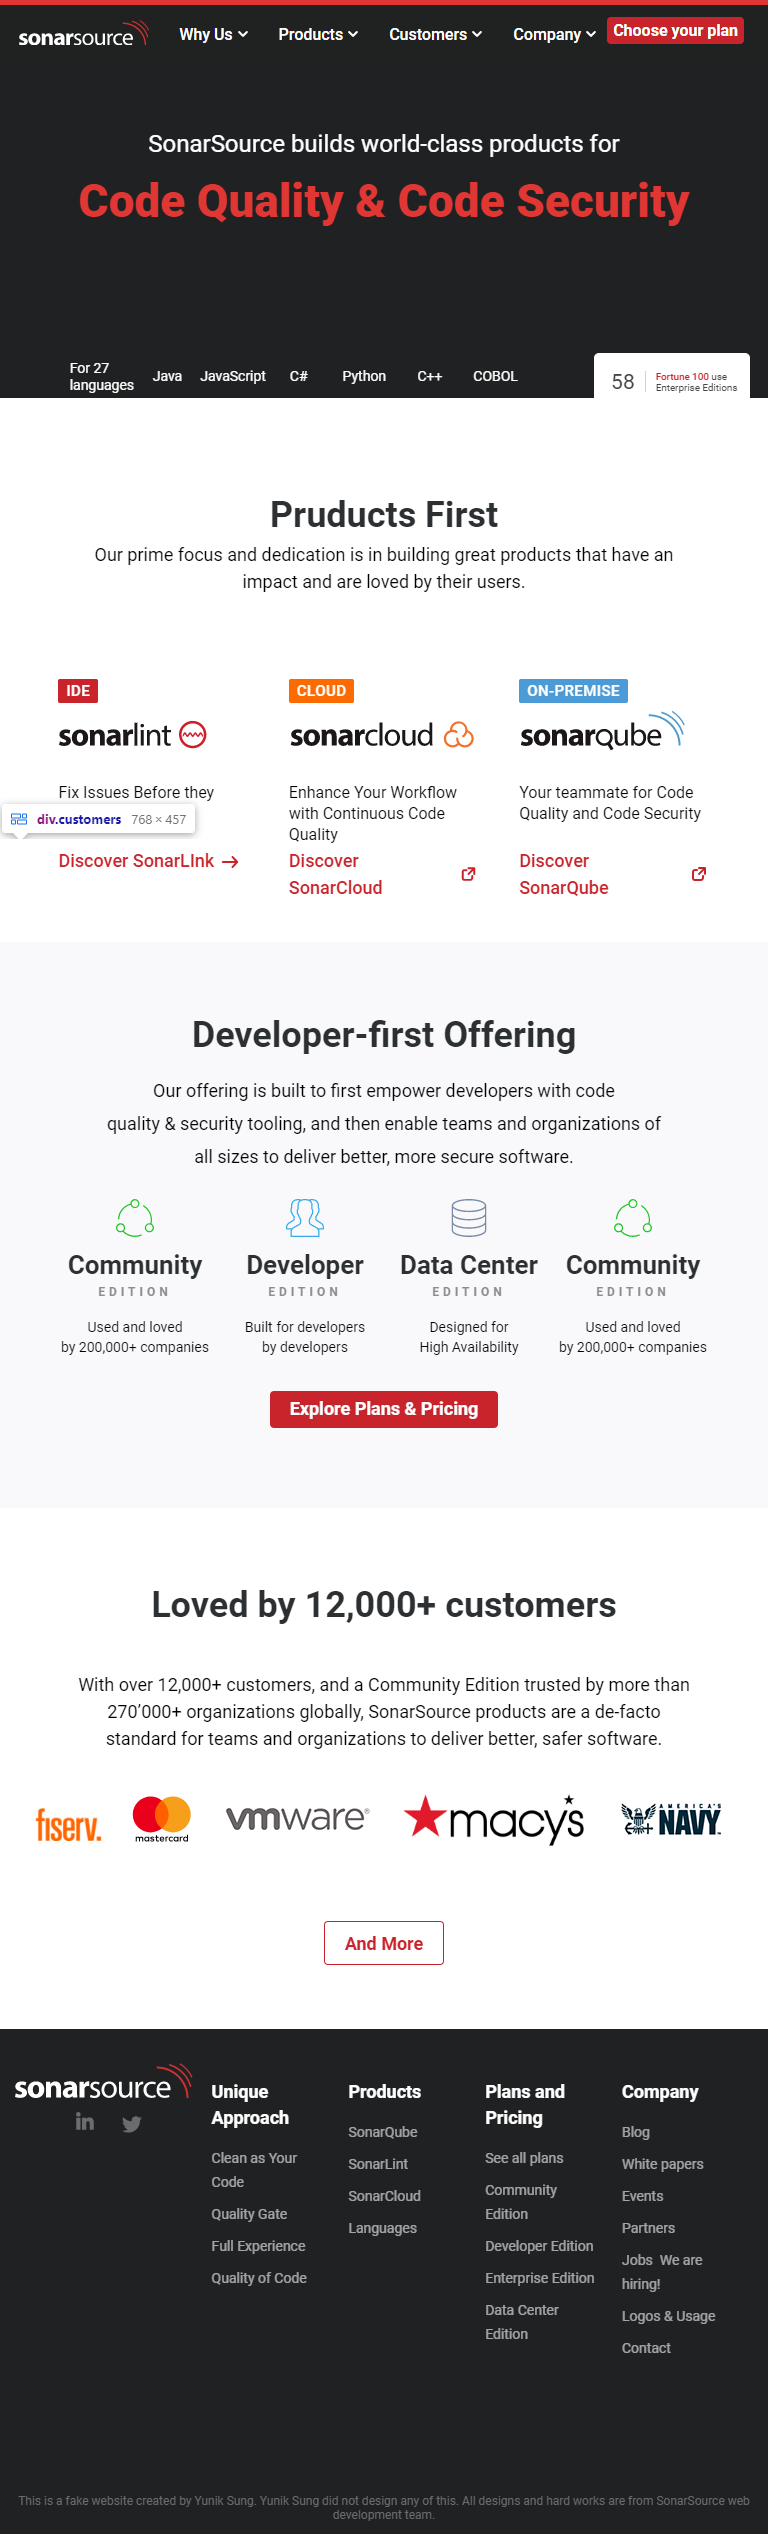 sonarsource Why Us Products Customers Company Choose your plan
SonarSource builds world-class products for
Code Quality & Code Security
For 27
languages
Java JavaScript C# Python C++ COBOL
58
Fortune 100 use
Enterprise Editions
Pruducts First
Our prime focus and dedication is in building great products that have an
impact and are loved by their users.
IDE
sonarlint
Fix Issues Before they
div.customers 768 × 457
Discover SonarLInk
CLOUD
sonarcloud
Enhance Your Workflow
with Continuous Code
Quality
Discover
SonarCloud
ON-PREMISE
sonarqube
Your teammate for Code
Quality and Code Security
Discover
SonarQube
Developer-first Offering
Our offering is built to first empower developers with code
quality & security tooling, and then enable teams and organizations of
all sizes to deliver better, more secure software.
Community
EDITION
Used and loved
by 200,000+ companies
Developer
EDITION
Built for developers
by developers
Data Center
EDITION
Designed for
High Availability
Community
EDITION
Used and loved
by 200,000+ companies
Explore Plans & Pricing
Loved by 12,000+ customers
With over 12,000+ customers, and a Community Edition trusted by more than
270’000+ organizations globally, SonarSource products are a de-facto
standard for teams and organizations to deliver better, safer software.
fiserv.
mastercard
vmware®
macys
AMERICA'S
NAVY
And More
sonarsource
in
Unique
Approach
Clean as Your
Code
Quality Gate
Full Experience
Quality of Code
Products
SonarQube
SonarLint
SonarCloud
Languages
Plans and
Pricing
See all plans
Community
Edition
Developer Edition
Enterprise Edition
Data Center
Edition
Company
Blog
White papers
Events
Partners
Jobs We are
hiring!
Logos & Usage
Contact
This is a fake website created by Yunik Sung. Yunik Sung did not design any of this. All designs and hard works are from SonarSource web
development team.